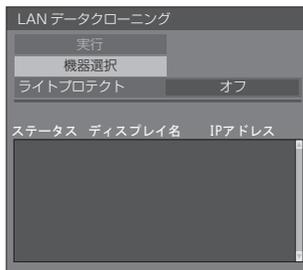 LAN データクローニング
実行
機器選択
ライトプロテクト オフ
ステータス ディスプレイ名 IPアドレス